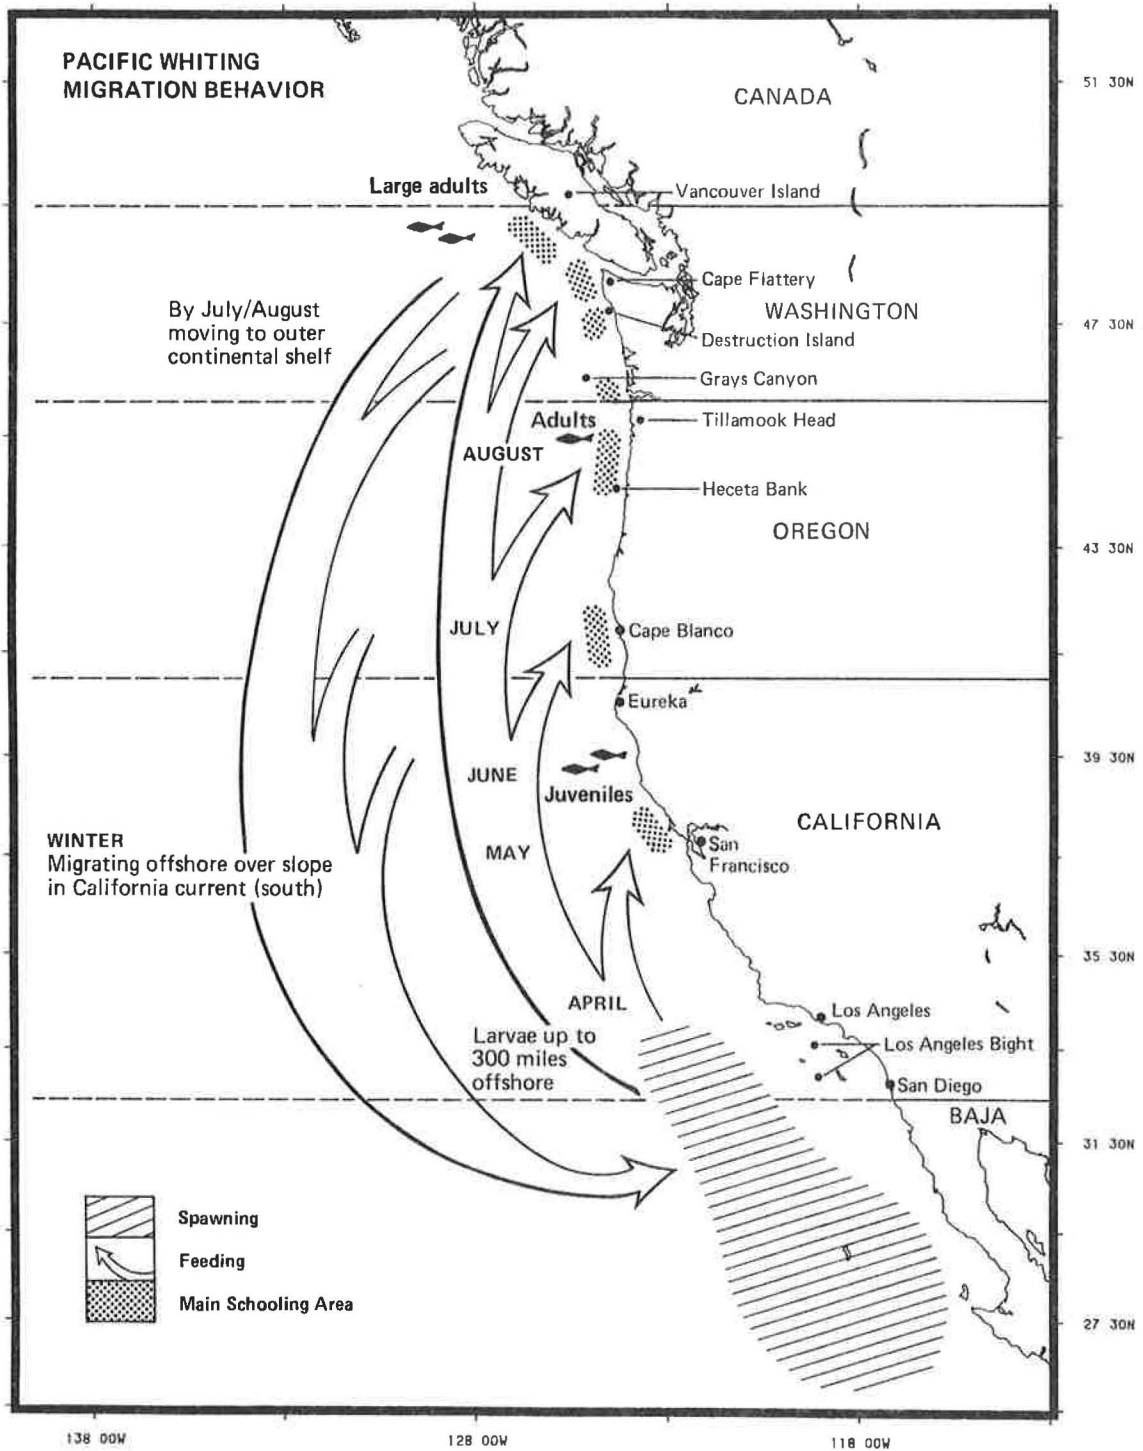 PACIFIC WHITING
MIGRATION BEHAVIOR
51 30N
CANADA
Large adults
Vancouver Island
Cape Flattery
By July/August
moving to outer
continental shelf
WASHINGTON
47 30N
Destruction Island
Grays Canyon
Adults
Tillamook Head
AUGUST
Heceta Bank
OREGON
43 30N
JULY
Cape Blanco
Eureka
39 30N
JUNE
Juveniles
CALIFORNIA
WINTER
Migrating offshore over slope
in California current (south)
MAY
San
Francisco
35 30N
APRIL
Los Angeles
Larvae up to
300 miles
offshore
Los Angeles Bight
San Diego
BAJA
31 30N
Spawning
Feeding
Main Schooling Area
27 30N
138 00W
128 00W
118 00W